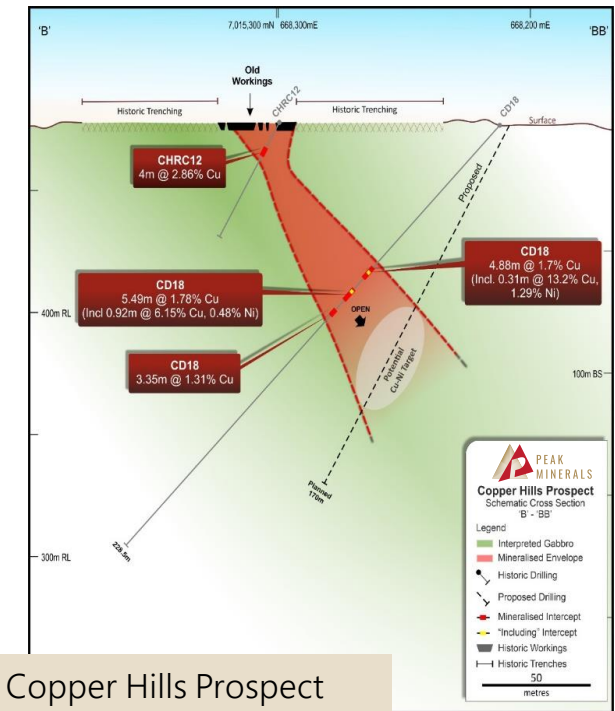 'B'
7,015,300 mN
668,300mE
668,200 mE
'BB'
Old
Workings
CHRC12
Historic Trenching
Historic Trenching
CD18
Surface
Proposed
CHRC12
4m @ 2.86% Cu
CD18
4.88m @ 1.7% Cu
(Incl. 0.31m @ 13.2% Cu,
1.29% Ni)
CD18
5.49m @ 1.78% Cu
(Incl 0.92m @ 6.15% Cu, 0.48% Ni)
OPEN
400m RL
CD18
3.35m @ 1.31% Cu
Potential
Cu-Ni Target
100m BS
Planned
170m
228.5m
300m RL
PEAK
MINERALS
Copper Hills Prospect
Schematic Cross Section
'B' - 'BB'
Legend
Interpreted Gabbro
Mineralised Envelope
Historic Drilling
Proposed Drilling
Mineralised Intercept
"Including" Intercept
Historic Workings
Historic Trenches
50
metres
Copper Hills Prospect